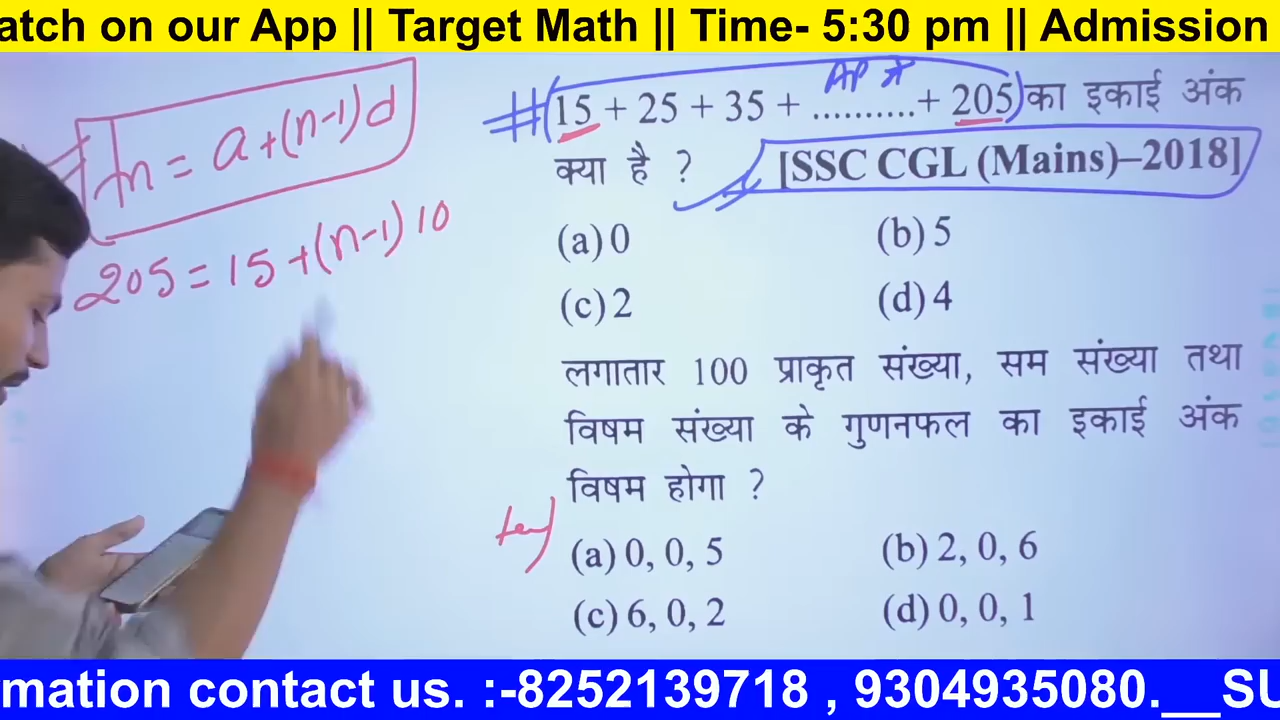 atch on our App || Target Math || Time- 5:30 pm || Admission
Tn = a+(n-1)d
205 = 15+(n-1)10
AP
#(15 + 25 + 35 + ..........+ 205) का इकाई अंक
क्या है ? [SSC CGL (Mains)–2018]
(a) 0 (b) 5
(c) 2 (d) 4
लगातार 100 प्राकृत संख्या, सम संख्या तथा
विषम संख्या के गुणनफल का इकाई अंक
विषम होगा ?
(a) 0, 0, 5 (b) 2, 0, 6
(c) 6, 0, 2 (d) 0, 0, 1
mation contact us. :-8252139718 , 9304935080.__SU